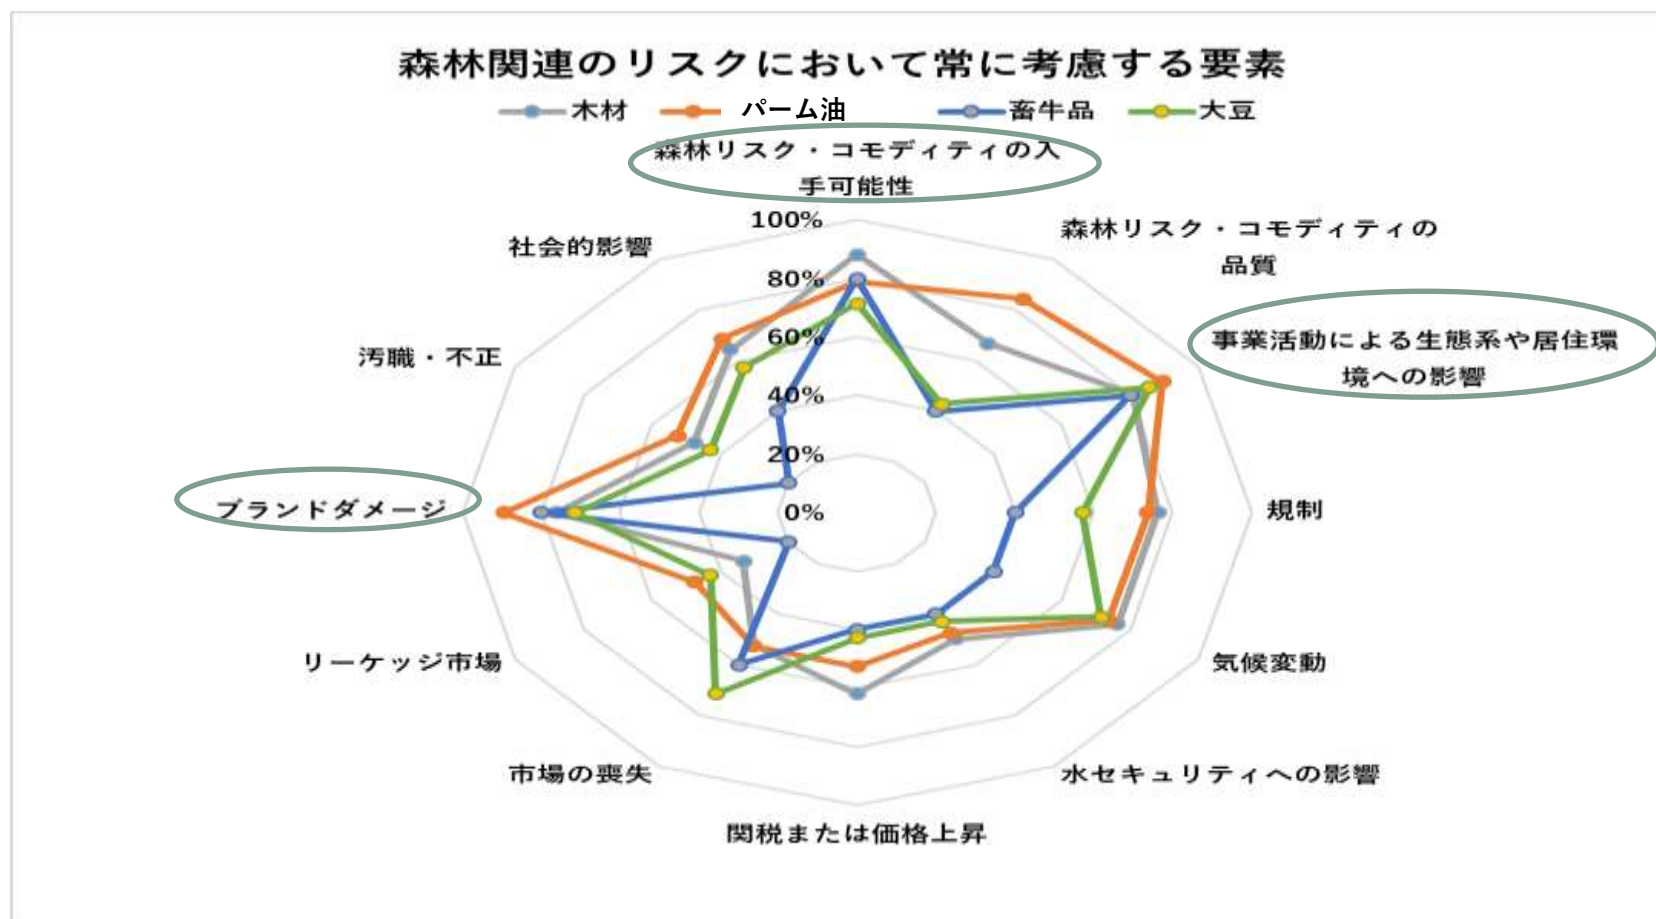 森林関連のリスクにおいて常に考慮する要素
木材 パーム油 畜牛品 大豆
森林リスク・コモディティの入
手可能性
100%
80%
60%
40%
20%
0%
森林リスク・コモディティの
品質
事業活動による生態系や居住環
境への影響
規制
気候変動
水セキュリティへの影響
関税または価格上昇
市場の喪失
リーケッジ市場
ブランドダメージ
汚職・不正
社会的影響